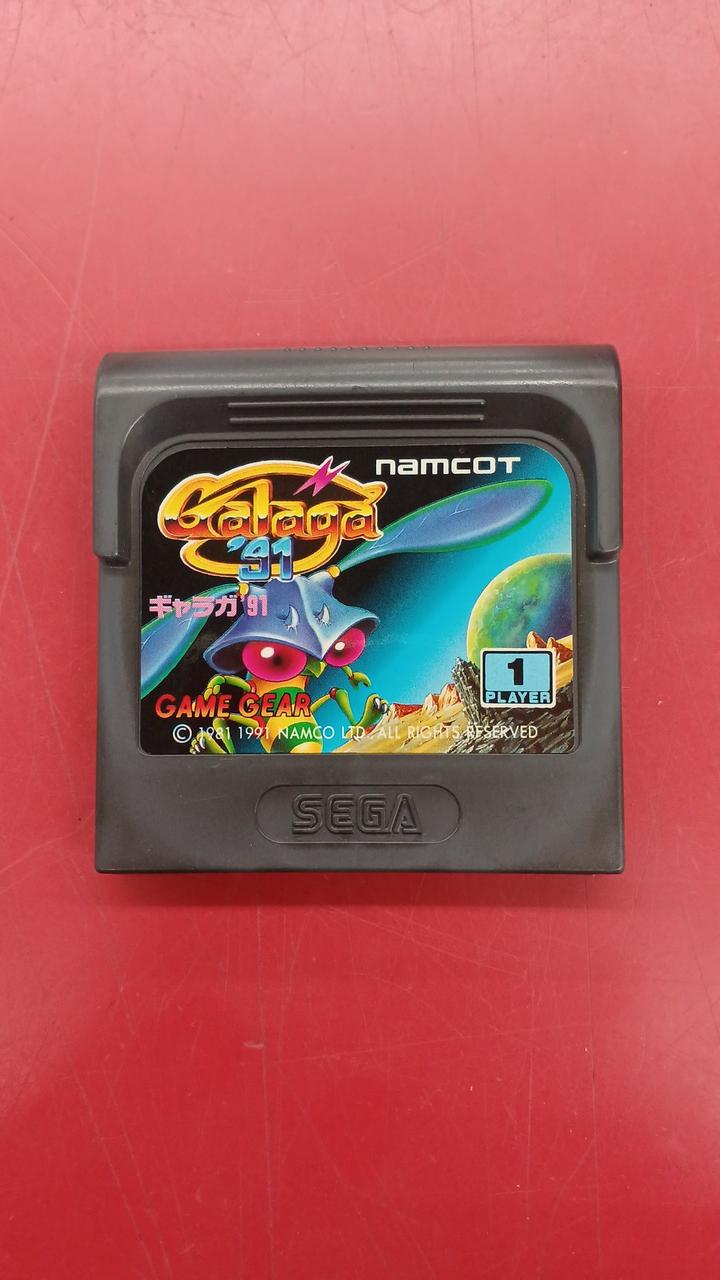 namcot
Galaga
'91
ギャラガ'91
1
PLAYER
GAME GEAR
© 1981 1991 NAMCO LTD., ALL RIGHTS RESERVED
SEGA